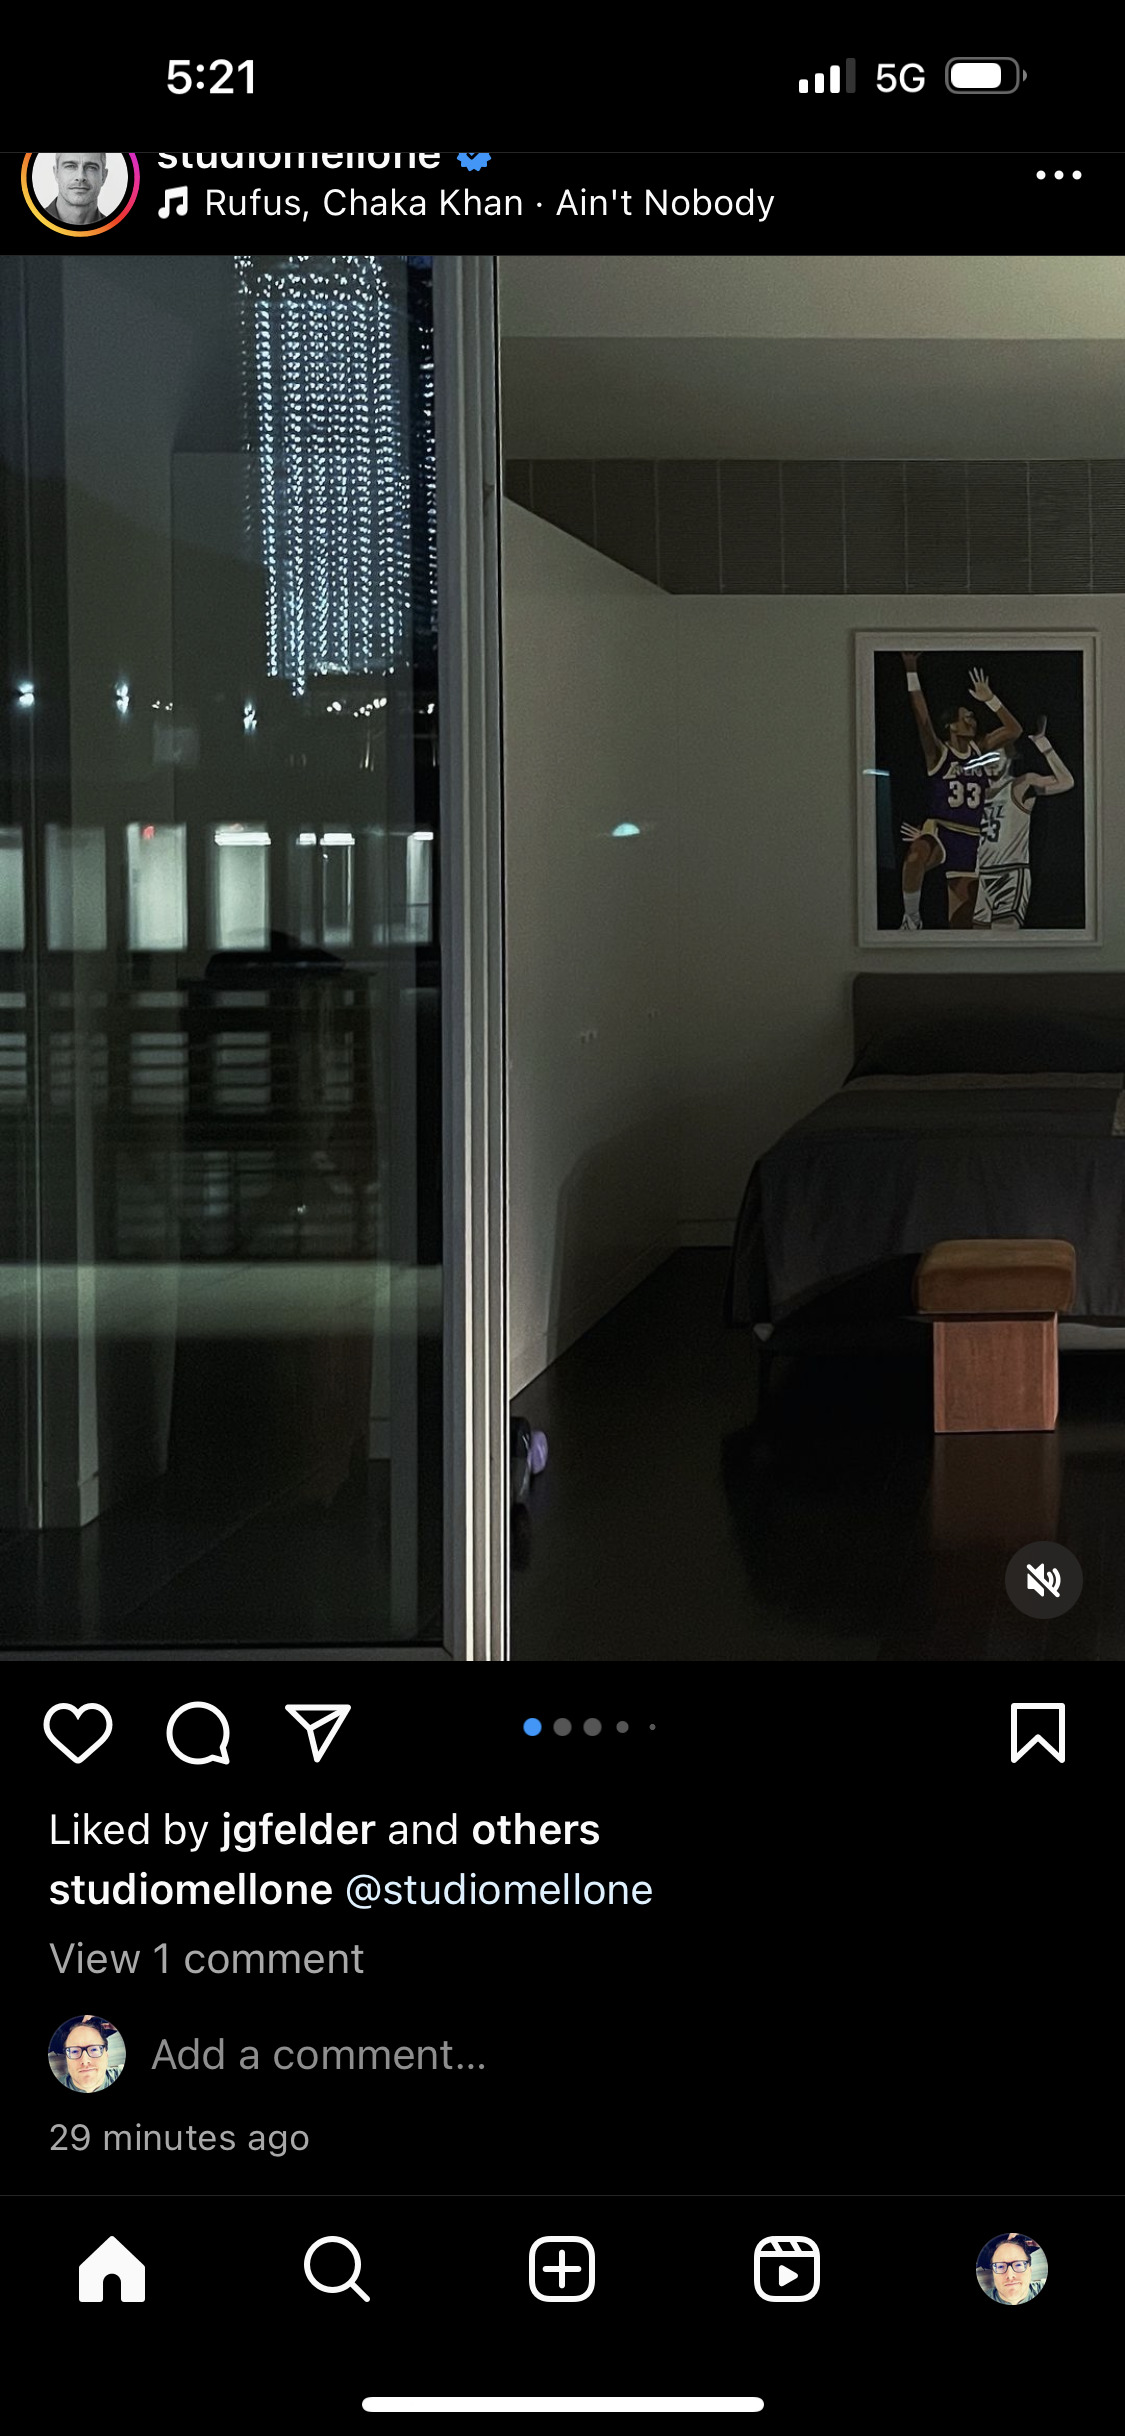 5:21
5G
studiomellone
Rufus, Chaka Khan · Ain't Nobody
33
Liked by jgfelder and others
studiomellone @studiomellone
View 1 comment
Add a comment...
29 minutes ago